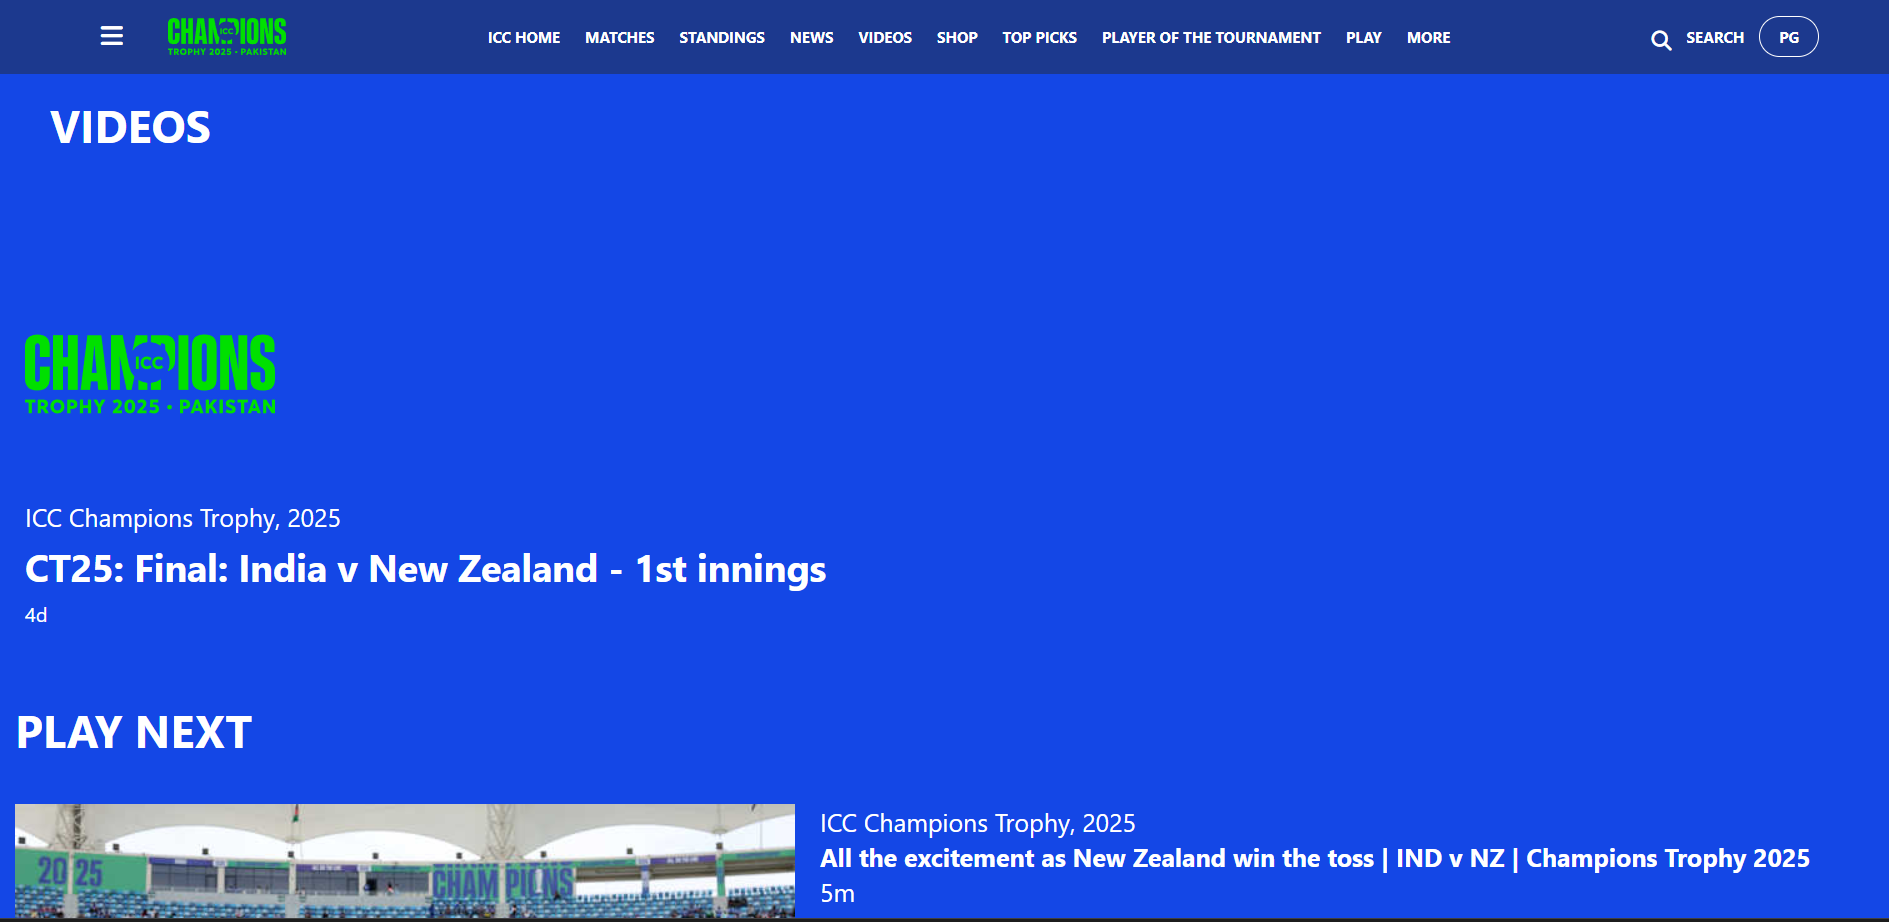 CHAMPIONS
ICC
TROPHY 2025 · PAKISTAN
ICC HOME
MATCHES
STANDINGS
NEWS
VIDEOS
SHOP
TOP PICKS
PLAYER OF THE TOURNAMENT
PLAY
MORE
SEARCH
PG
VIDEOS
CHAMPIONS
ICC
TROPHY 2025 · PAKISTAN
ICC Champions Trophy, 2025
CT25: Final: India v New Zealand - 1st innings
4d
PLAY NEXT
2025
CHAMPIONS
ICC Champions Trophy, 2025
All the excitement as New Zealand win the toss | IND v NZ | Champions Trophy 2025
5m